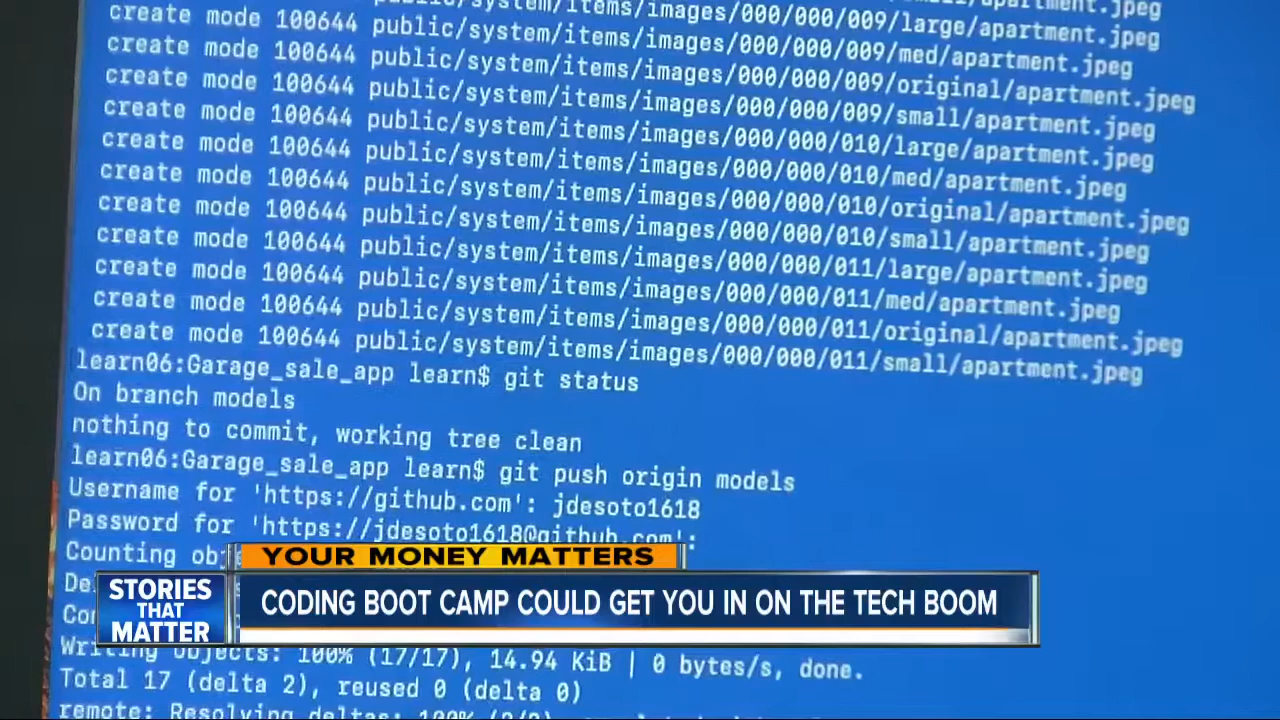 public/system/items/images/000/000/009/large/apartment.jpeg
create mode 100644 public/system/items/images/000/000/009/med/apartment.jpeg
create mode 100644 public/system/items/images/000/000/009/original/apartment.jpeg
create mode 100644 public/system/items/images/000/000/009/small/apartment.jpeg
create mode 100644 public/system/items/images/000/000/010/large/apartment.jpeg
create mode 100644 public/system/items/images/000/000/010/med/apartment.jpeg
create mode 100644 public/system/items/images/000/000/010/original/apartment.jpeg
create mode 100644 public/system/items/images/000/000/010/small/apartment.jpeg
create mode 100644 public/system/items/images/000/000/011/large/apartment.jpeg
create mode 100644 public/system/items/images/000/000/011/med/apartment.jpeg
create mode 100644 public/system/items/images/000/000/011/original/apartment.jpeg
create mode 100644 public/system/items/images/000/000/011/small/apartment.jpeg
learn06:Garage_sale_app learn$ git status
On branch models
nothing to commit, working tree clean
learn06:Garage_sale_app learn$ git push origin models
Username for 'https://github.com': jdesoto1618
Password for 'https://jdesoto1618@github.com':
Counting
YOUR MONEY MATTERS
STORIES
THAT
MATTER
CODING BOOT CAMP COULD GET YOU IN ON THE TECH BOOM
Writing objects: 100% (17/17), 14.94 KiB | 0 bytes/s, done.
Total 17 (delta 2), reused 0 (delta 0)
remote: Resolving deltas: 100%